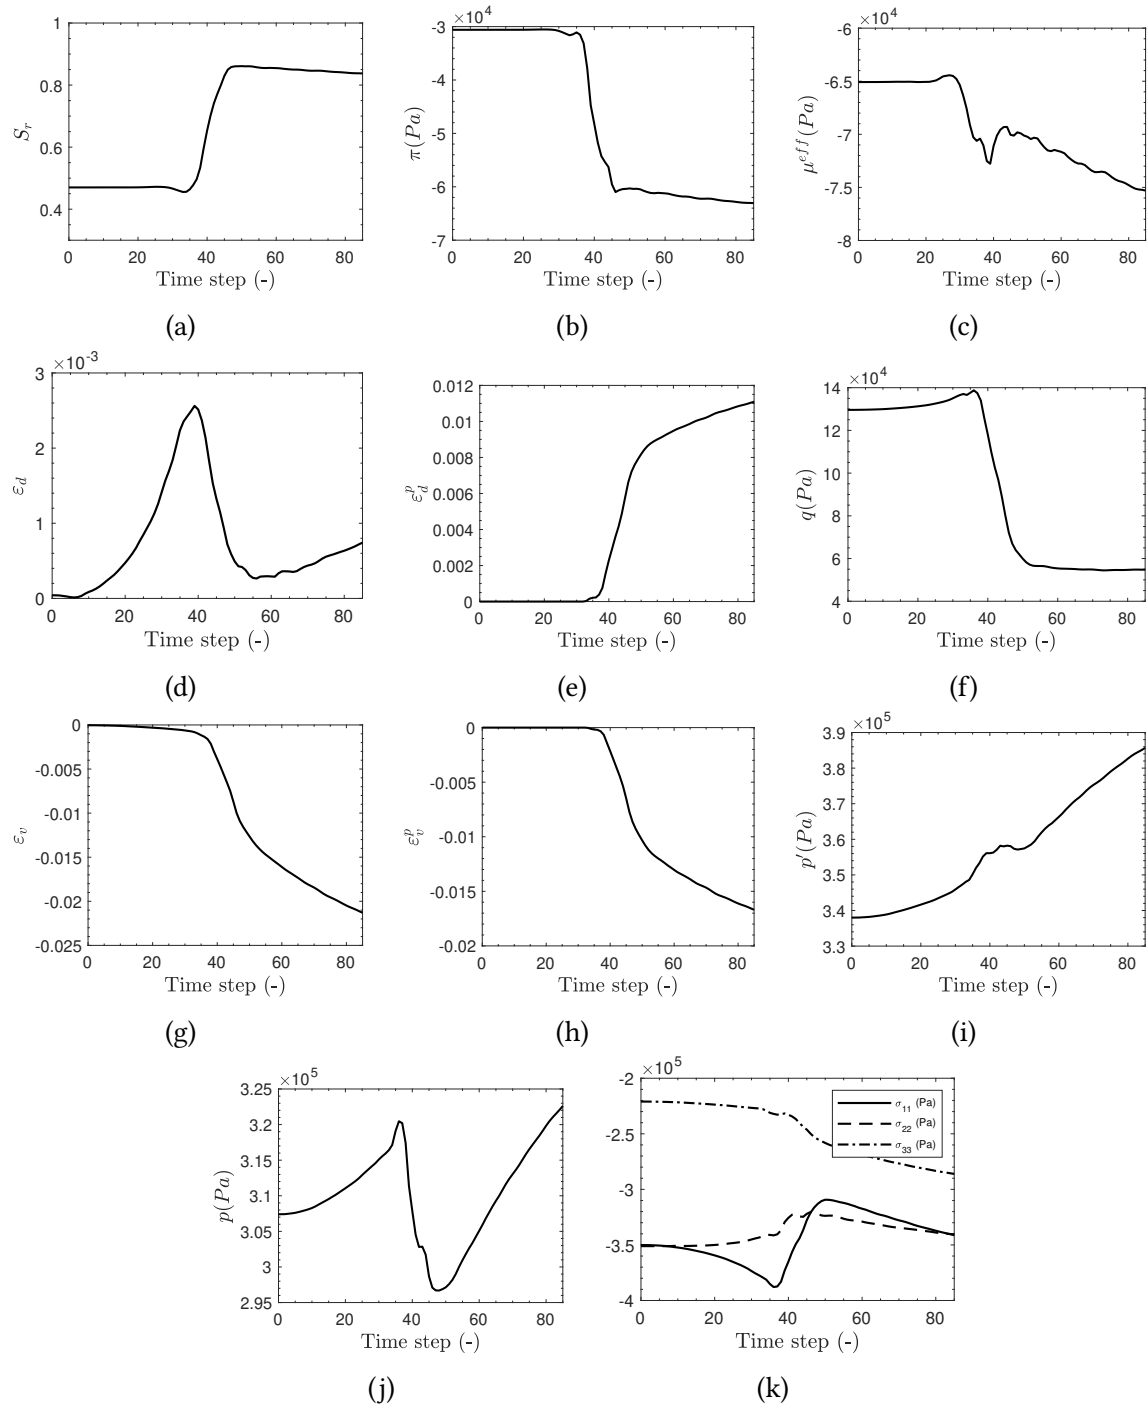 1
0.8
0.6
0.4
S_r
0 20 40 60 80
Time step (-)
(a)
×10^4
-3
-4
-5
-6
-7
π(Pa)
0 20 40 60 80
Time step (-)
(b)
×10^4
-6
-6.5
-7
-7.5
-8
μ^eff(Pa)
0 20 40 60 80
Time step (-)
(c)
×10^-3
3
2
1
0
ε_d
0 20 40 60 80
Time step (-)
(d)
0.012
0.01
0.008
0.006
0.004
0.002
0
ε_d^p
0 20 40 60 80
Time step (-)
(e)
×10^4
14
12
10
8
6
4
q(Pa)
0 20 40 60 80
Time step (-)
(f)
0
-0.005
-0.01
-0.015
-0.02
-0.025
ε_v
0 20 40 60 80
Time step (-)
(g)
0
-0.005
-0.01
-0.015
-0.02
ε_v^p
0 20 40 60 80
Time step (-)
(h)
×10^5
3.9
3.8
3.7
3.6
3.5
3.4
3.3
p'(Pa)
0 20 40 60 80
Time step (-)
(i)
×10^5
3.25
3.2
3.15
3.1
3.05
3
2.95
p(Pa)
0 20 40 60 80
Time step (-)
(j)
×10^5
-2
-2.5
-3
-3.5
-4
σ_11 (Pa)
σ_22 (Pa)
σ_33 (Pa)
0 20 40 60 80
Time step (-)
(k)